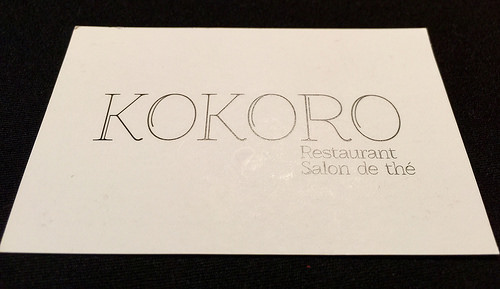 KOKORO
Restaurant
Salon de thé